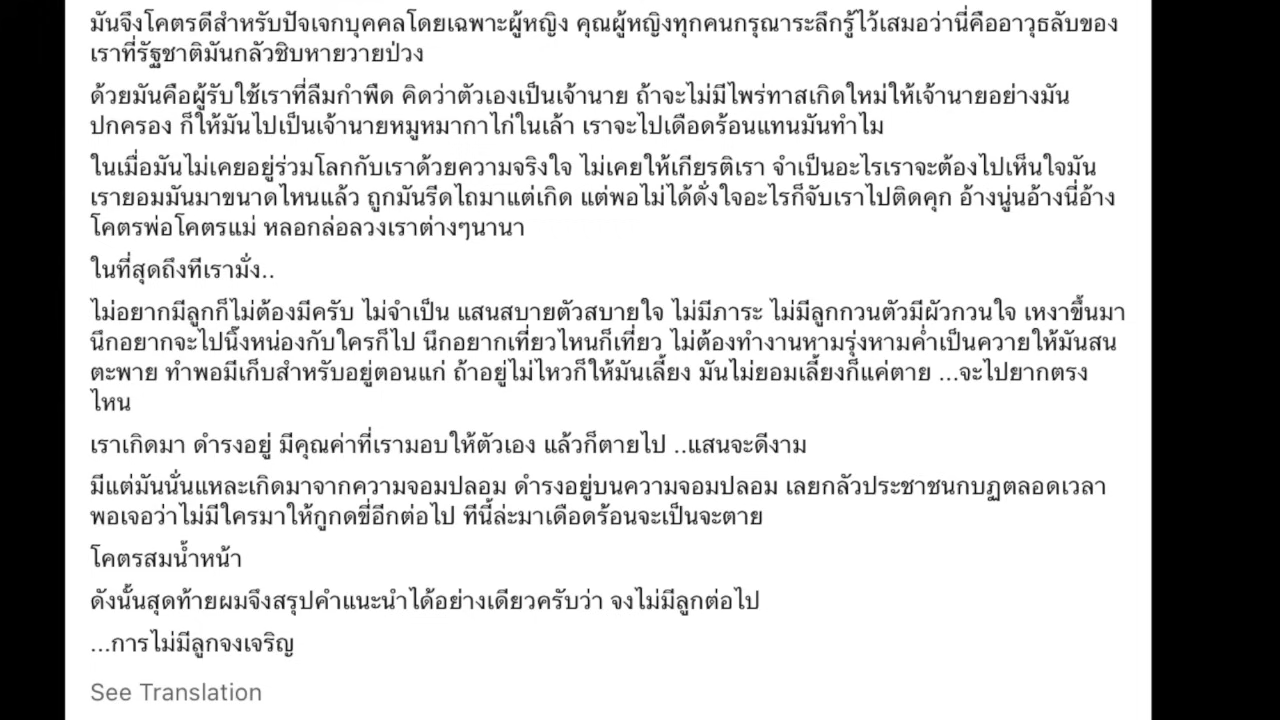 มันจึงโคตรดีสำหรับปัจเจกบุคคลโดยเฉพาะผู้หญิง คุณผู้หญิงทุกคนกรุณาระลึกรู้ไว้เสมอว่านี่คืออาวุธลับของ
เราที่รัฐชาติมันกลัวชิบหายวายป่วง
ด้วยมันคือผู้รับใช้เราที่ลืมกำพืด คิดว่าตัวเองเป็นเจ้านาย ถ้าจะไม่มีไพร่ทาสเกิดใหม่ให้เจ้านายอย่างมัน
ปกครอง ก็ให้มันไปเป็นเจ้านายหมูหมากาไก่ในเล้า เราจะไปเดือดร้อนแทนมันทำไม
ในเมื่อมันไม่เคยอยู่ร่วมโลกกับเราด้วยความจริงใจ ไม่เคยให้เกียรติเรา จำเป็นอะไรเราจะต้องไปเห็นใจมัน
เรายอมมันมาขนาดไหนแล้ว ถูกมันรีดไถมาแต่เกิด แต่พอไม่ได้ดั่งใจอะไรก็จับเราไปติดคุก อ้างนู่นอ้างนี่อ้าง
โคตรพ่อโคตรแม่ หลอกล่อลวงเราต่างๆนานา
ในที่สุดถึงทีเรามั่ง..
ไม่อยากมีลูกก็ไม่ต้องมีครับ ไม่จำเป็น แสนสบายตัวสบายใจ ไม่มีภาระ ไม่มีลูกกวนตัวมีผัวกวนใจ เหงาขึ้นมา
นึกอยากจะไปนิ้งหน่องกับใครก็ไป นึกอยากเที่ยวไหนก็เที่ยว ไม่ต้องทำงานหามรุ่งหามค่ำเป็นควายให้มันสน
ตะพาย ทำพอมีเก็บสำหรับอยู่ตอนแก่ ถ้าอยู่ไม่ไหวก็ให้มันเลี้ยง มันไม่ยอมเลี้ยงก็แค่ตาย ...จะไปยากตรง
ไหน
เราเกิดมา ดำรงอยู่ มีคุณค่าที่เรามอบให้ตัวเอง แล้วก็ตายไป ..แสนจะดีงาม
มีแต่มันนั่นแหละเกิดมาจากความจอมปลอม ดำรงอยู่บนความจอมปลอม เลยกลัวประชาชนกบฏตลอดเวลา
พอเจอว่าไม่มีใครมาให้กูกดขี่อีกต่อไป ทีนี้ล่ะมาเดือดร้อนจะเป็นจะตาย
โคตรสมน้ำหน้า
ดังนั้นสุดท้ายผมจึงสรุปคำแนะนำได้อย่างเดียวครับว่า จงไม่มีลูกต่อไป
...การไม่มีลูกจงเจริญ
See Translation